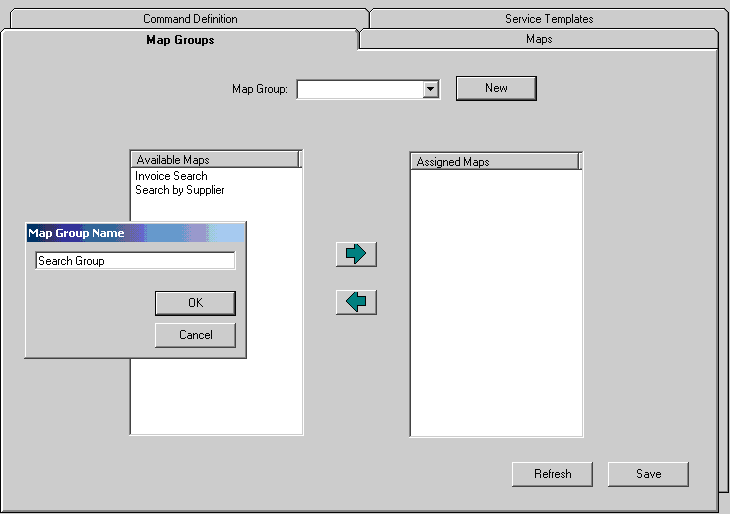 Command Definition
Service Templates
Map Groups
Maps
Map Group:
New
Available Maps
Assigned Maps
Invoice Search
Search by Supplier
Map Group Name
Search Group
OK
Cancel
Refresh
Save